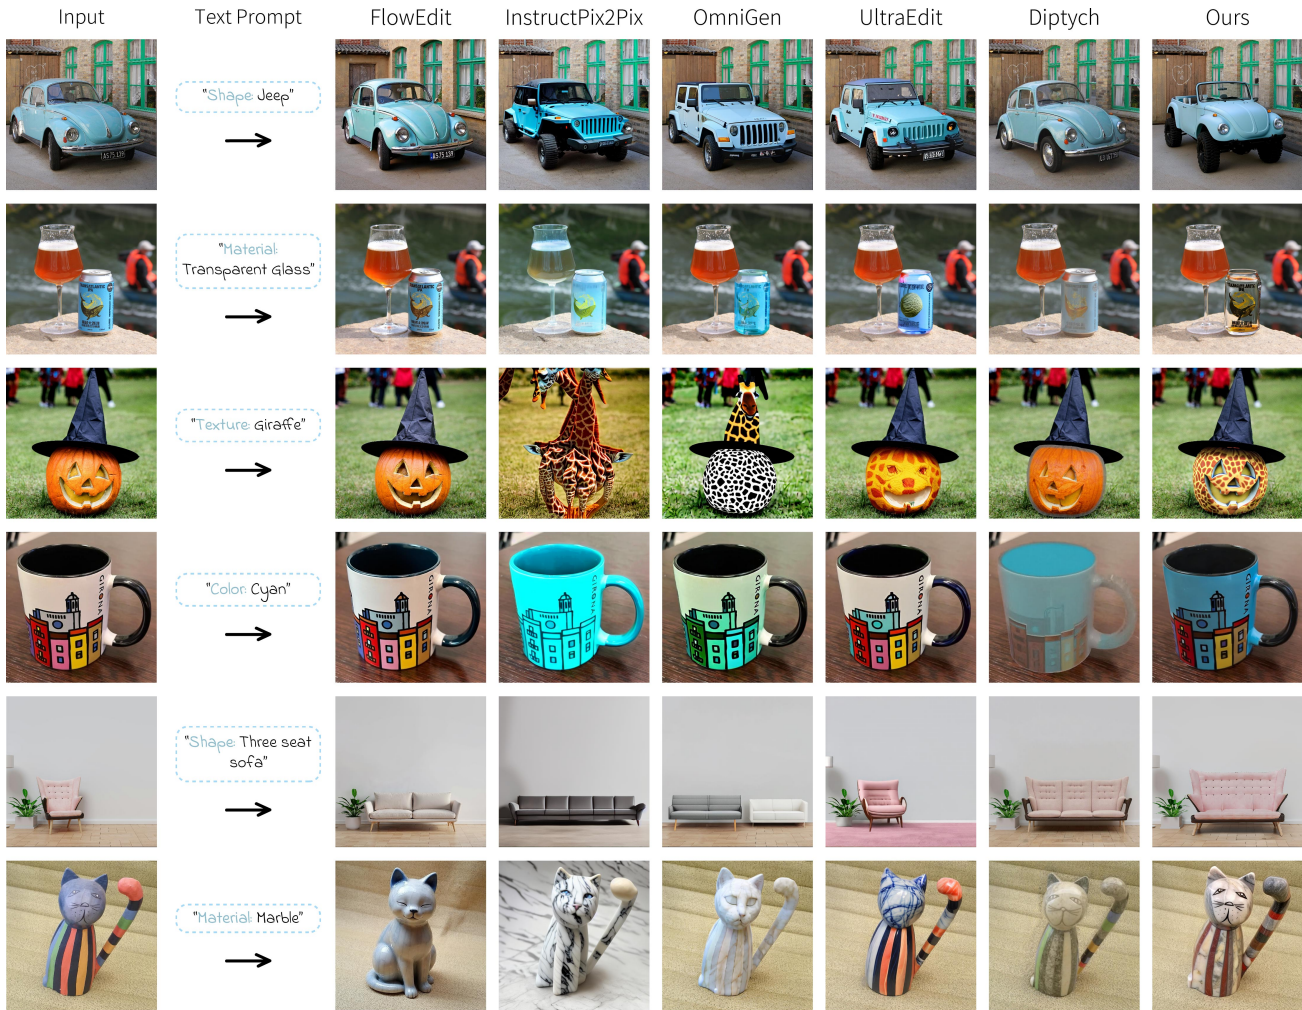 Input Text Prompt FlowEdit InstructPix2Pix OmniGen UltraEdit Diptych Ours
"Shape: Jeep"
"Material:
Transparent Glass"
"Texture: Giraffe"
"Color: Cyan"
GIRONA
"Shape: Three seat
sofa"
"Material: Marble"